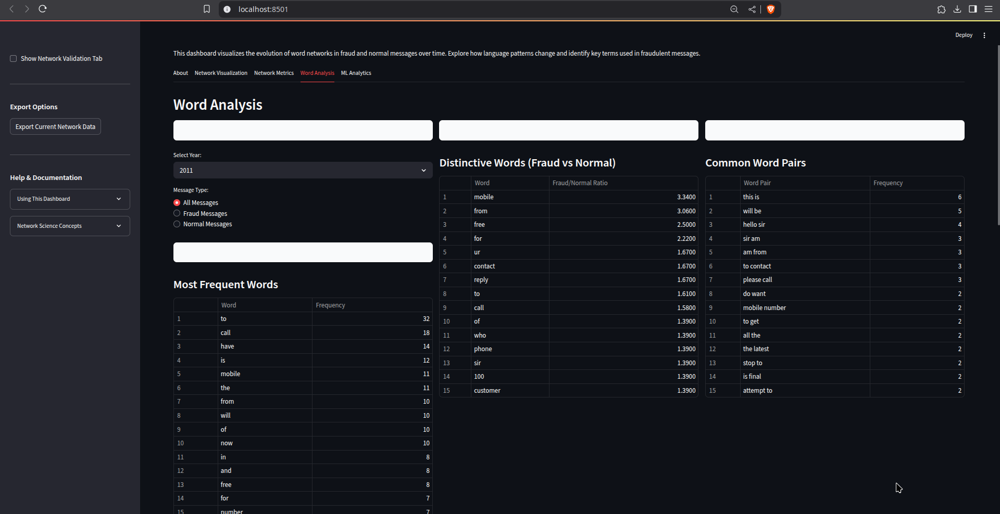 localhost:8501
Deploy
Show Network Validation Tab
Export Options
Export Current Network Data
Help & Documentation
Using This Dashboard
Network Science Concepts
This dashboard visualizes the evolution of word networks in fraud and normal messages over time. Explore how language patterns change and identify key terms used in fraudulent messages.
About Network Visualization Network Metrics Word Analysis ML Analytics
Word Analysis
Select Year:
2011
Message Type:
All Messages
Fraud Messages
Normal Messages
Most Frequent Words
Word Frequency
1 to 32
2 call 18
3 have 14
4 is 12
5 mobile 11
6 the 11
7 from 10
8 will 10
9 of 10
10 now 10
11 in 8
12 and 8
13 free 8
14 for 7
15 number 7
Distinctive Words (Fraud vs Normal)
Word Fraud/Normal Ratio
1 mobile 3.3400
2 from 3.0600
3 free 2.5000
4 for 2.2200
5 ur 1.6700
6 contact 1.6700
7 reply 1.6700
8 to 1.6100
9 call 1.5800
10 of 1.3900
11 who 1.3900
12 phone 1.3900
13 sir 1.3900
14 100 1.3900
15 customer 1.3900
Common Word Pairs
Word Pair Frequency
1 this is 6
2 will be 5
3 hello sir 4
4 sir am 3
5 am from 3
6 to contact 3
7 please call 3
8 do want 2
9 mobile number 2
10 to get 2
11 all the 2
12 the latest 2
13 stop to 2
14 is final 2
15 attempt to 2